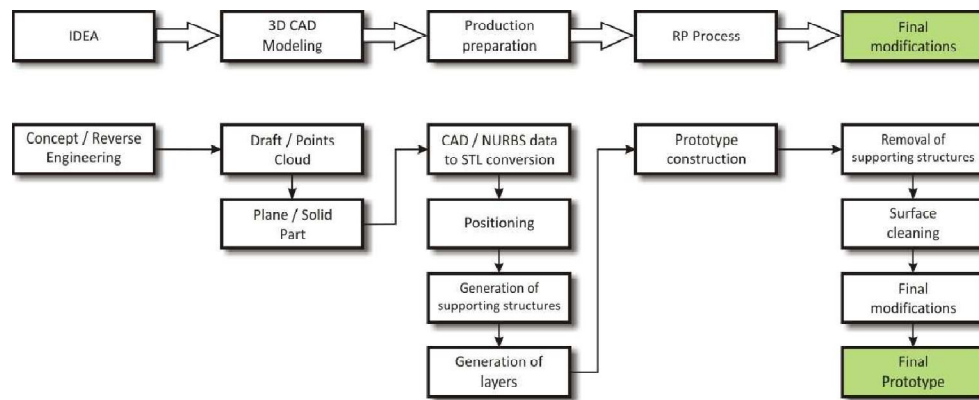 IDEA
3D CAD
Modeling
Production
preparation
RP Process
Final
modifications
Concept / Reverse
Engineering
Draft / Points
Cloud
Plane / Solid
Part
CAD / NURBS data
to STL conversion
Positioning
Generation of
supporting structures
Generation of
layers
Prototype
construction
Removal of
supporting structures
Surface
cleaning
Final
modifications
Final
Prototype